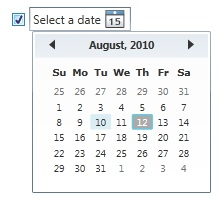 Select a date 15
August, 2010
Su Mo Tu We Th Fr Sa
25 26 27 28 29 30 31
1 2 3 4 5 6 7
8 9 10 11 12 13 14
15 16 17 18 19 20 21
22 23 24 25 26 27 28
29 30 31 1 2 3 4